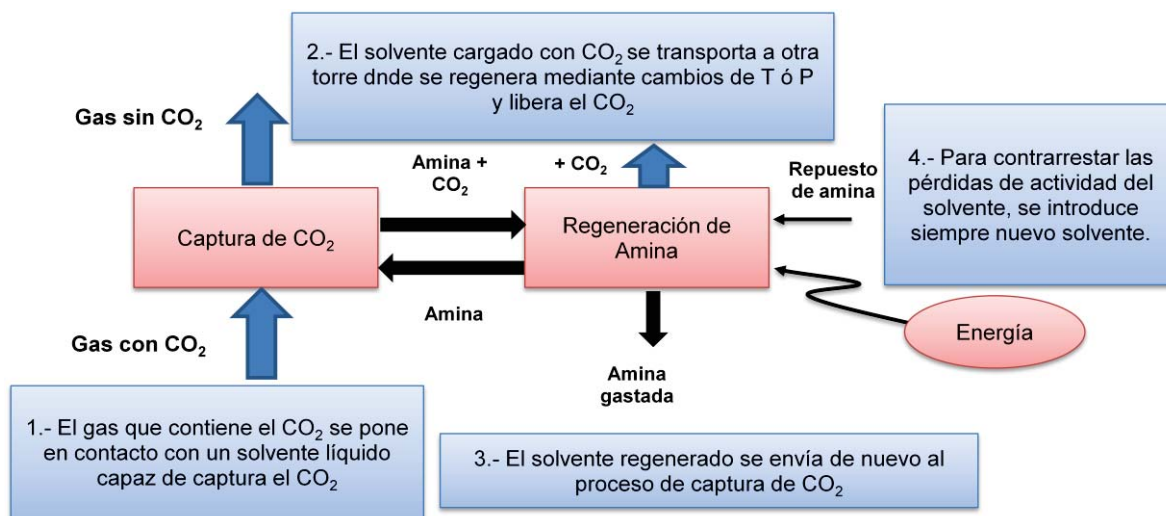 2.- El solvente cargado con CO₂ se transporta a otra
torre dnde se regenera mediante cambios de T ó P
y libera el CO₂
Gas sin CO₂
Amina +
CO₂
+ CO₂
Repuesto
de amina
4.- Para contrarrestar las
pérdidas de actividad del
solvente, se introduce
siempre nuevo solvente.
Captura de CO₂
Regeneración de
Amina
Amina
Energía
Gas con CO₂
Amina
gastada
1.- El gas que contiene el CO₂ se pone
en contacto con un solvente líquido
capaz de captura el CO₂
3.- El solvente regenerado se envía de nuevo al
proceso de captura de CO₂